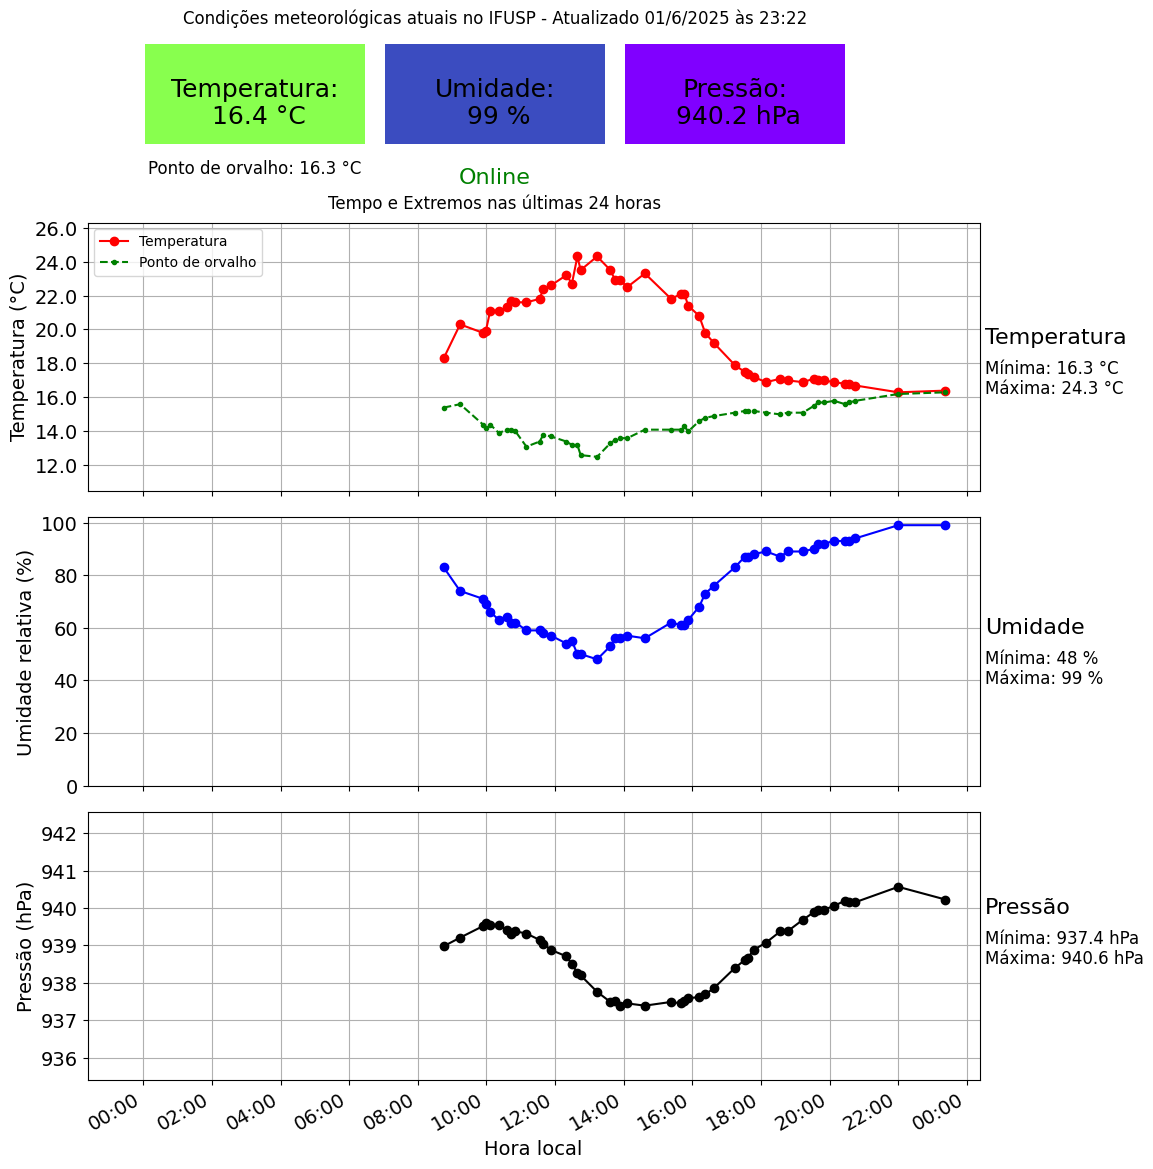 Condições meteorológicas atuais no IFUSP - Atualizado 01/6/2025 às 23:22
Temperatura:
16.4 °C
Umidade:
99 %
Pressão:
940.2 hPa
Ponto de orvalho: 16.3 °C
Online
Tempo e Extremos nas últimas 24 horas
Temperatura (°C)
26.0
24.0
22.0
20.0
18.0
16.0
14.0
12.0
Temperatura
Ponto de orvalho
Temperatura
Mínima: 16.3 °C
Máxima: 24.3 °C
Umidade relativa (%)
100
80
60
40
20
0
Umidade
Mínima: 48 %
Máxima: 99 %
Pressão (hPa)
942
941
940
939
938
937
936
Pressão
Mínima: 937.4 hPa
Máxima: 940.6 hPa
00:00
02:00
04:00
06:00
08:00
10:00
12:00
14:00
16:00
18:00
20:00
22:00
00:00
Hora local